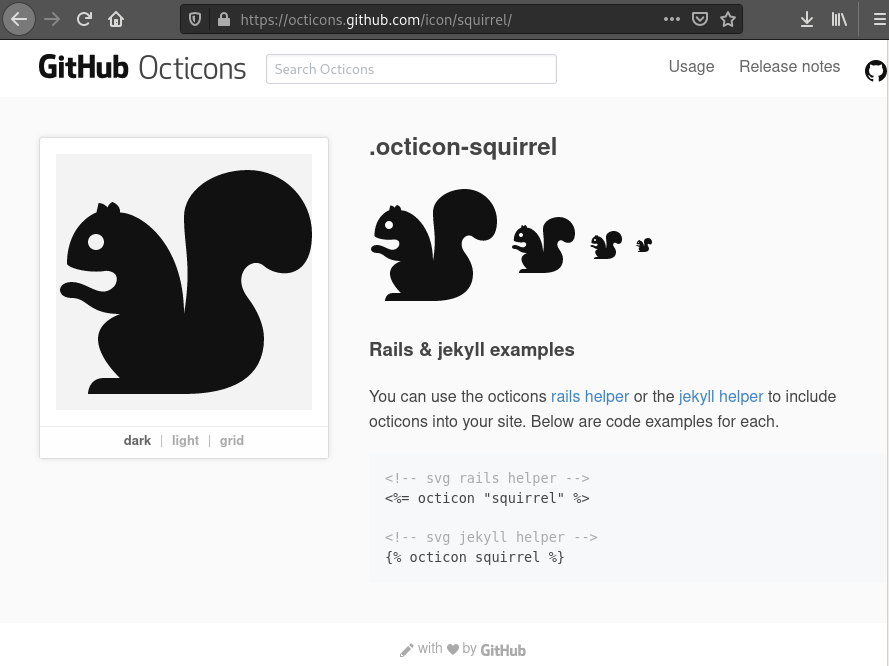 https://octicons.github.com/icon/squirrel/
GitHub Octicons
Search Octicons
Usage
Release notes
.octicon-squirrel
dark | light | grid
Rails & jekyll examples
You can use the octicons rails helper or the jekyll helper to include
octicons into your site. Below are code examples for each.
<!-- svg rails helper -->
<%= octicon "squirrel" %>
<!-- svg jekyll helper -->
{% octicon squirrel %}
with by GitHub